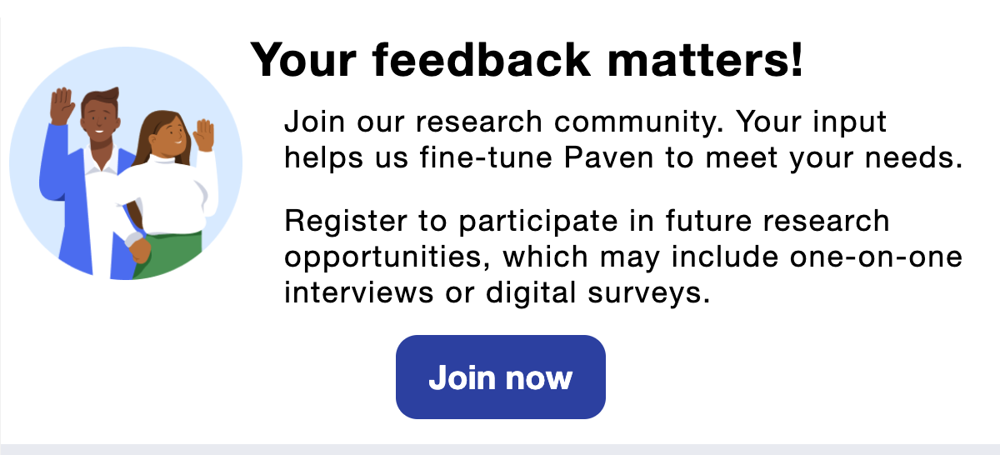 Your feedback matters!
Join our research community. Your input
helps us fine-tune Paven to meet your needs.
Register to participate in future research
opportunities, which may include one-on-one
interviews or digital surveys.
Join now